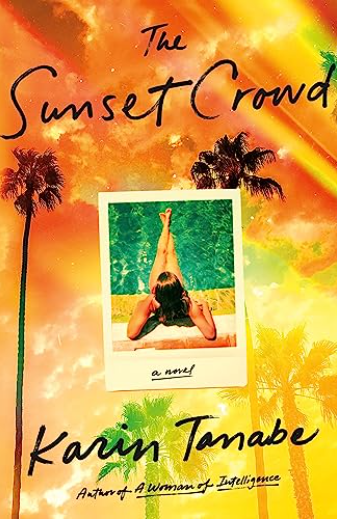 The
Sunset Crowd
a novel
Karin Tanabe
Author of A Woman of Intelligence